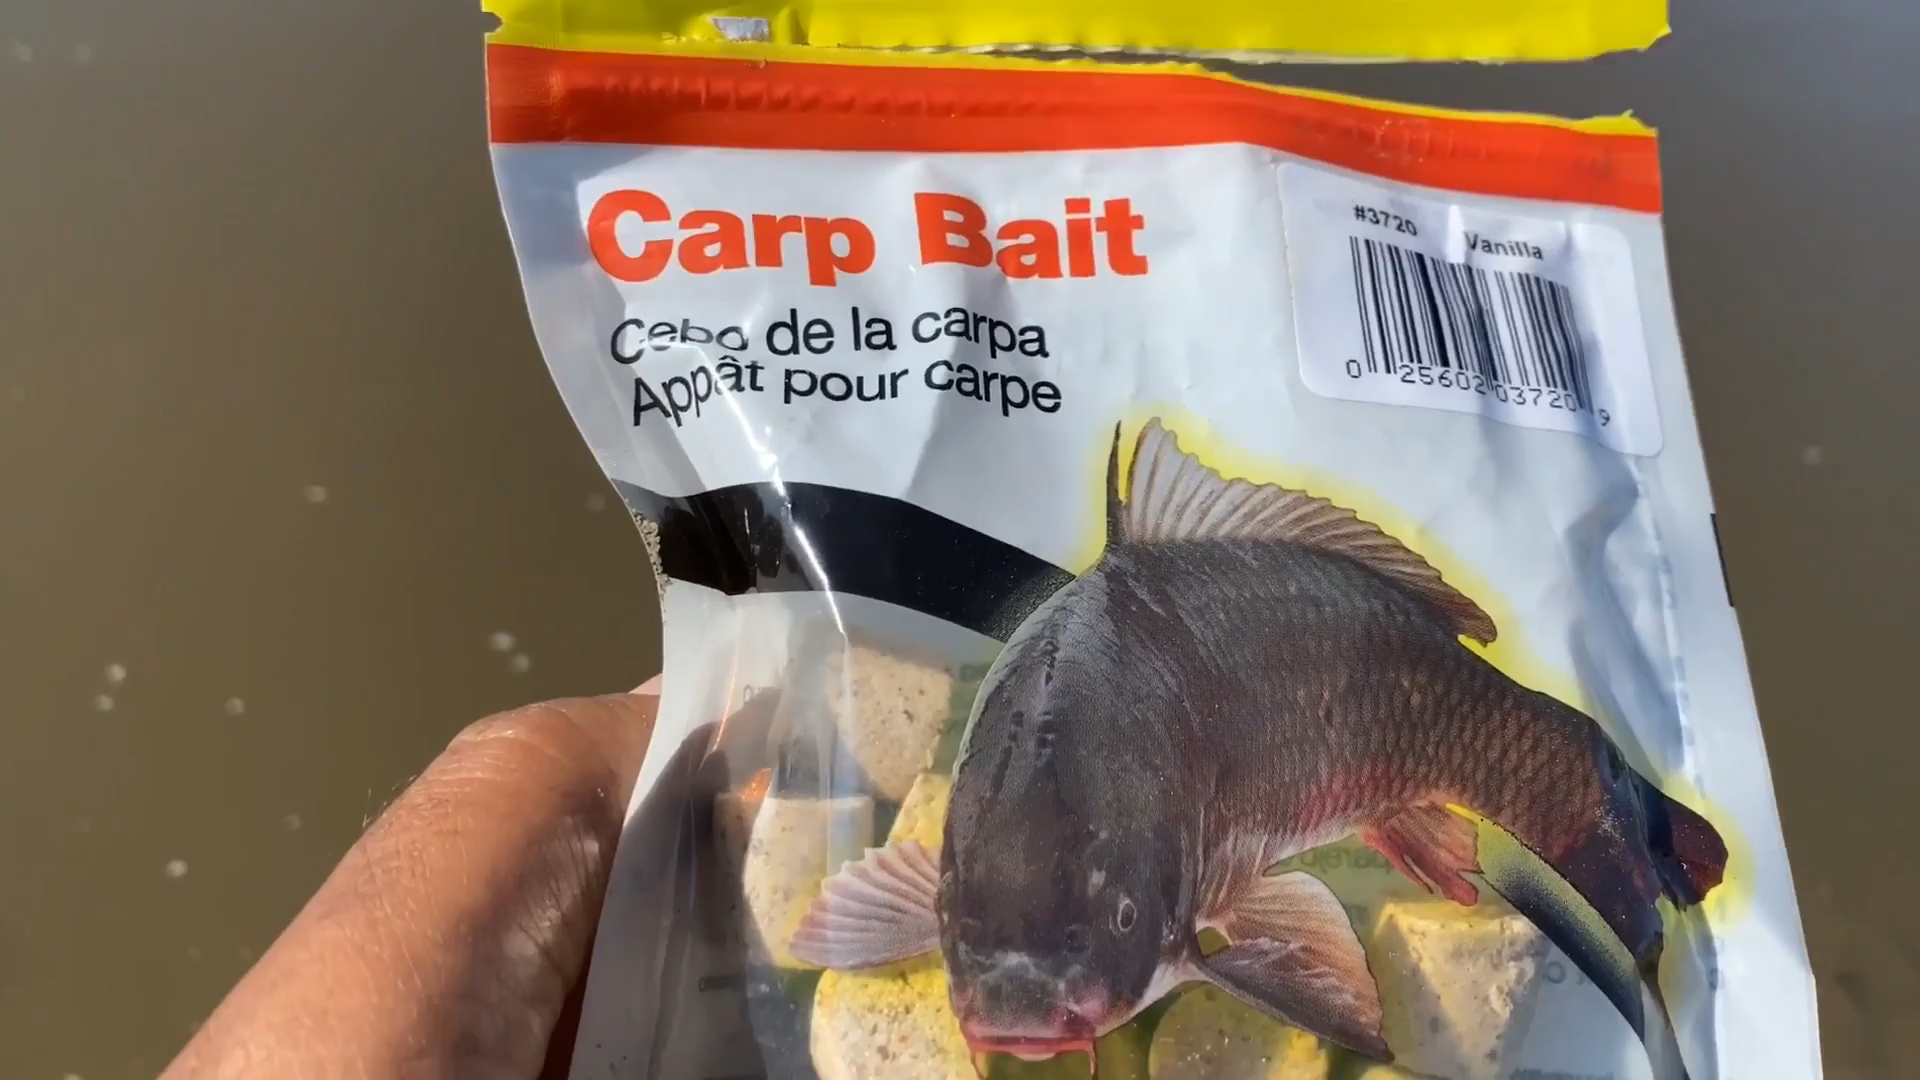 Carp Bait
Cebo de la carpa
Appât pour carpe
#3720 Vanilla
0 25602 03720 9